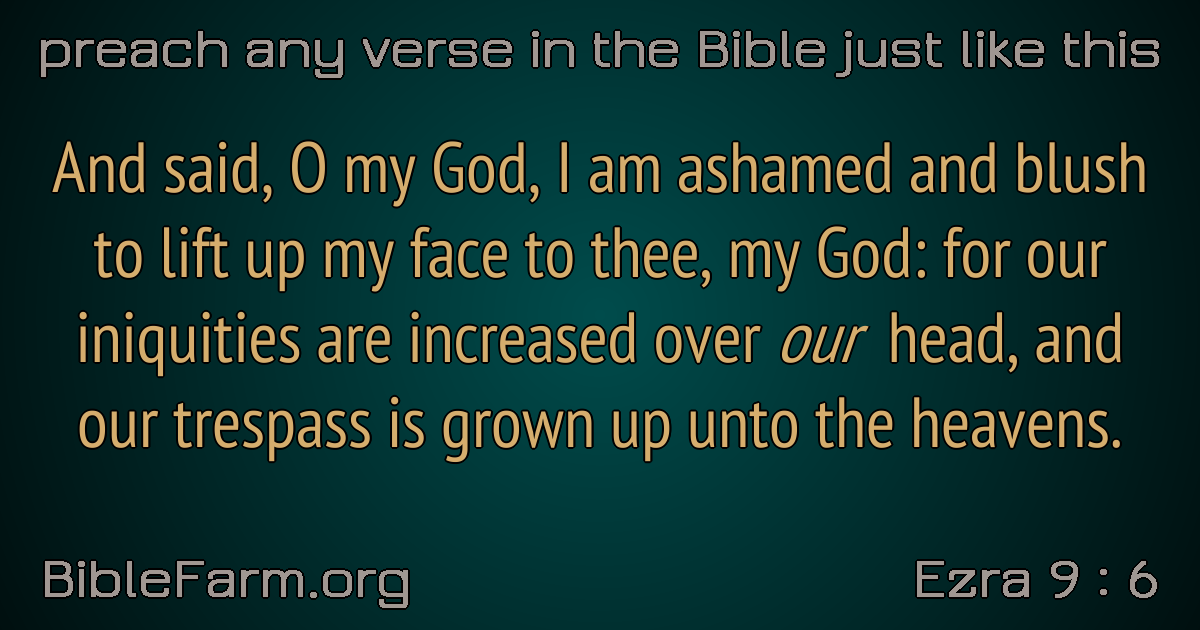 preach any verse in the Bible just like this
And said, O my God, I am ashamed and blush
to lift up my face to thee, my God: for our
iniquities are increased over our head, and
our trespass is grown up unto the heavens.
BibleFarm.org
Ezra 9 : 6